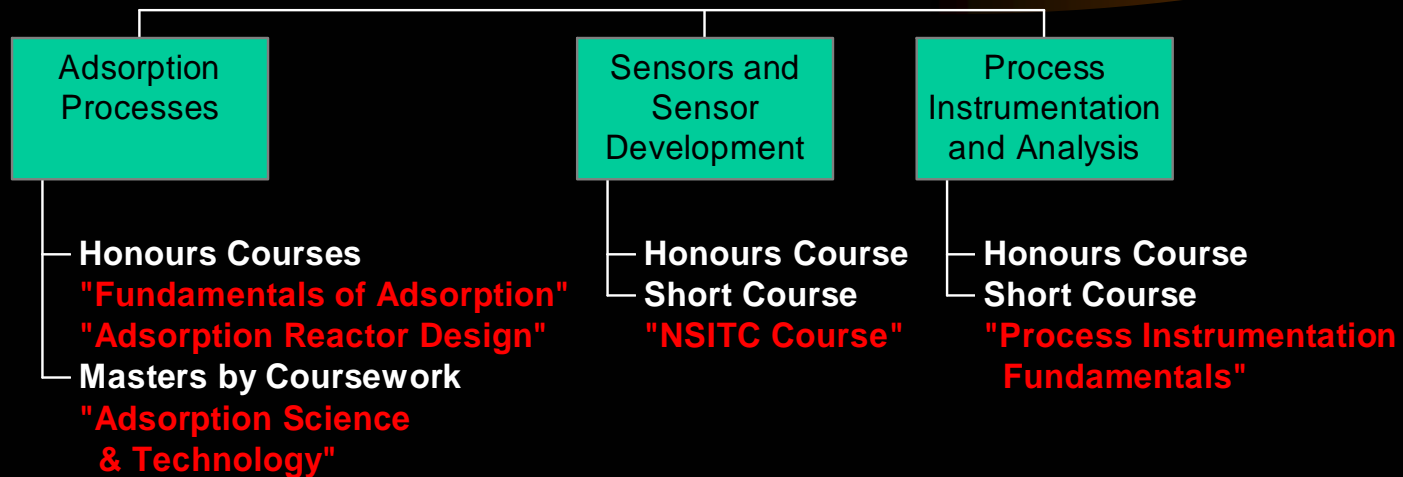 Adsorption
Processes
Sensors and
Sensor
Development
Process
Instrumentation
and Analysis
Honours Courses
"Fundamentals of Adsorption"
"Adsorption Reactor Design"
Masters by Coursework
"Adsorption Science
& Technology"
Honours Course
Short Course
"NSITC Course"
Honours Course
Short Course
"Process Instrumentation
Fundamentals"